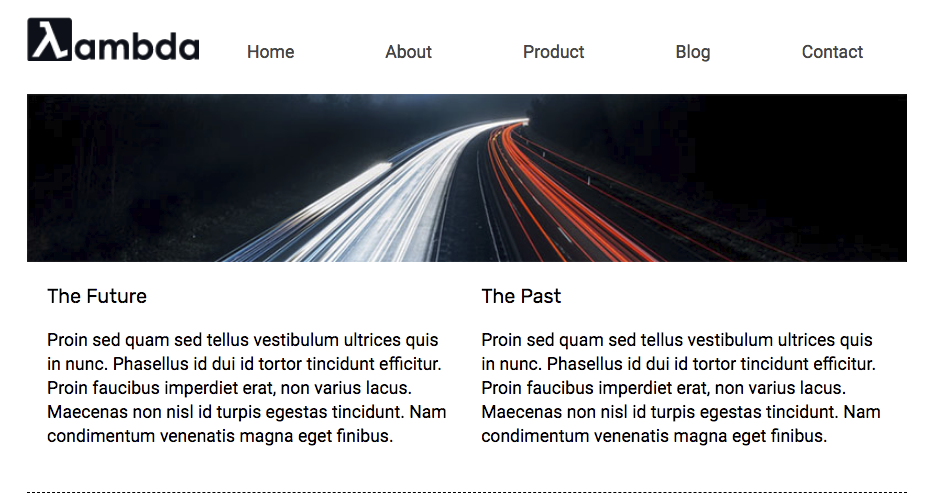 λambda Home About Product Blog Contact
The Future
Proin sed quam sed tellus vestibulum ultrices quis
in nunc. Phasellus id dui id tortor tincidunt efficitur.
Proin faucibus imperdiet erat, non varius lacus.
Maecenas non nisl id turpis egestas tincidunt. Nam
condimentum venenatis magna eget finibus.
The Past
Proin sed quam sed tellus vestibulum ultrices quis
in nunc. Phasellus id dui id tortor tincidunt efficitur.
Proin faucibus imperdiet erat, non varius lacus.
Maecenas non nisl id turpis egestas tincidunt. Nam
condimentum venenatis magna eget finibus.